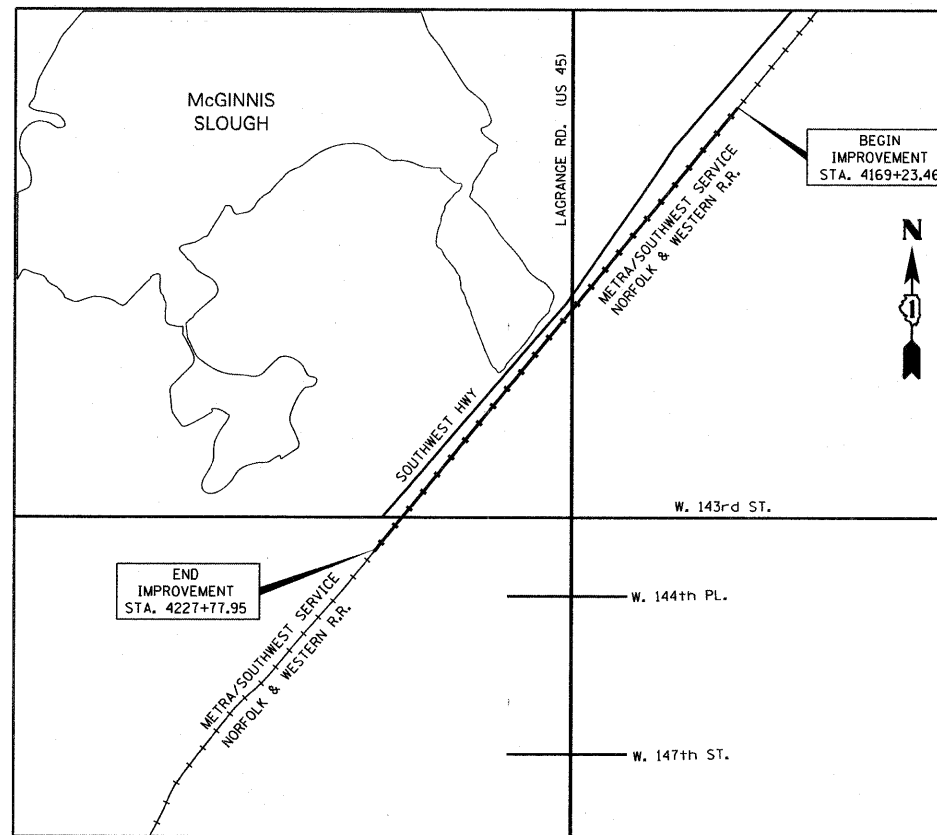 McGINNIS
SLOUGH
LAGRANGE RD. (US 45)
BEGIN
IMPROVEMENT
STA. 4169+23.46
METRA/SOUTHWEST SERVICE
NORFOLK & WESTERN R.R.
N
1
SOUTHWEST HWY
W. 143rd ST.
END
IMPROVEMENT
STA. 4227+77.95
W. 144th PL.
METRA/SOUTHWEST SERVICE
NORFOLK & WESTERN R.R.
W. 147th ST.